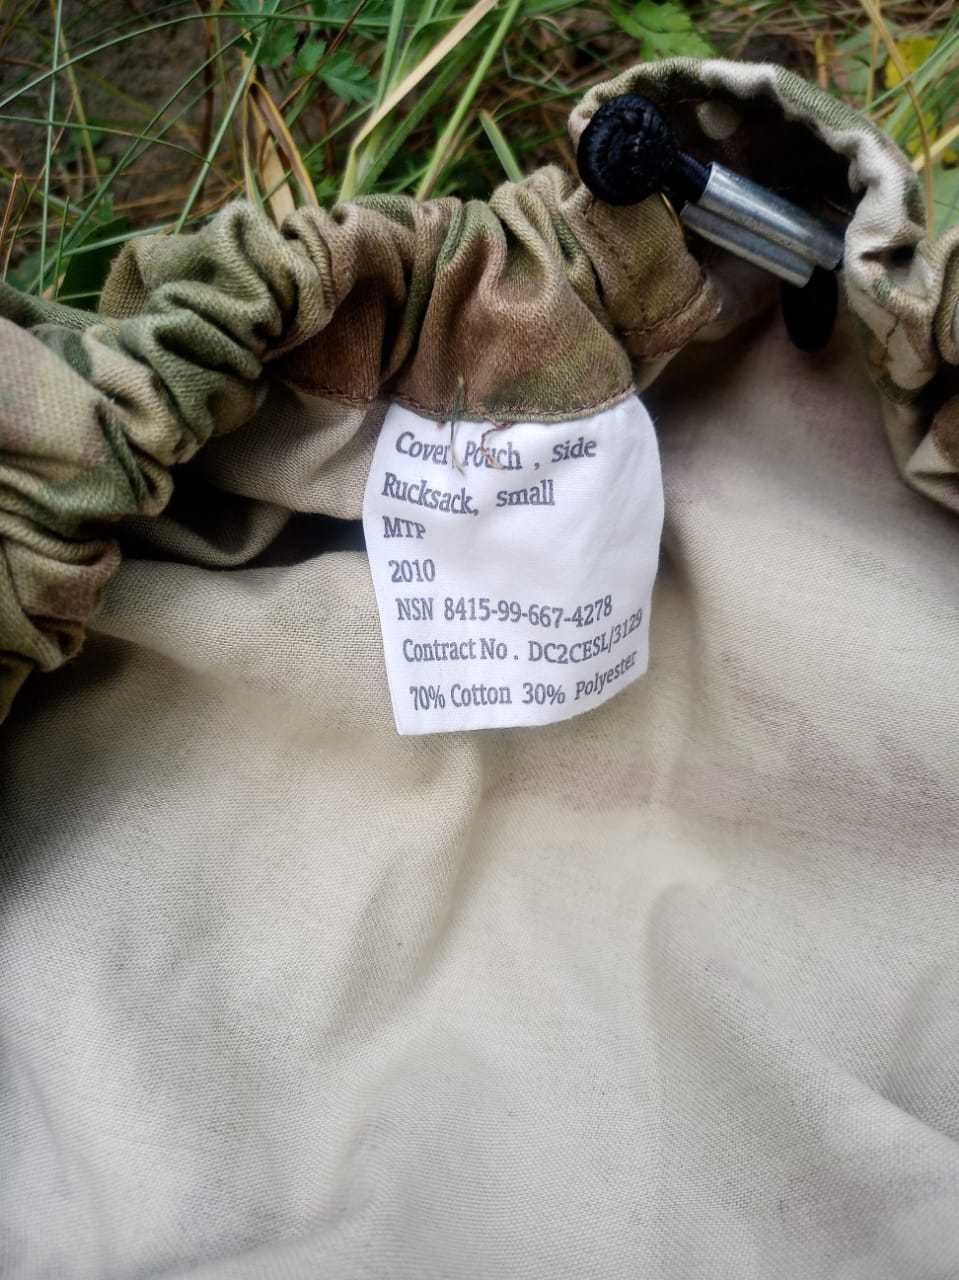 Cover Pouch , Side
Rucksack, small
MTP
2010
NSN 8415-99-667-4278
Contract No . DC2CESL/3129
70% Cotton 30% Polyester